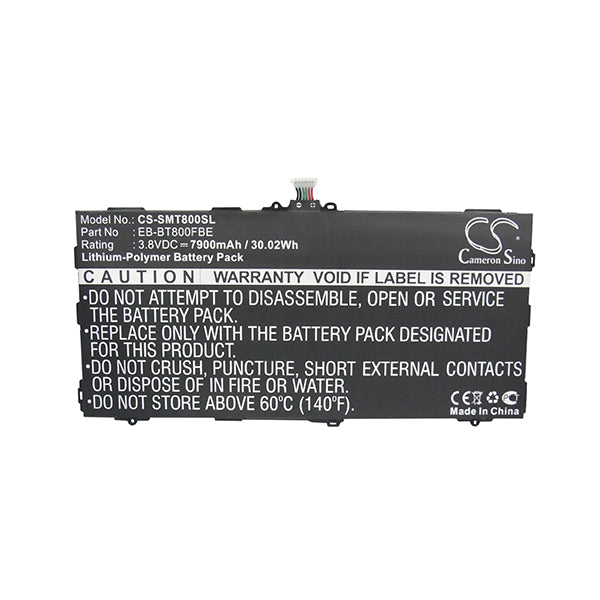 Model No.: CS-SMT800SL
Part No : EB-BT800FBE
Rating : 3.8VDC⎓ 7900mAh / 30.02Wh
Lithium-Polymer Battery Pack
CS
Cameron Sino
CAUTION WARRANTY VOID IF LABEL IS REMOVED
•DO NOT ATTEMPT TO DISASSEMBLE, OPEN OR SERVICE
THE BATTERY PACK.
•REPLACE ONLY WITH THE BATTERY PACK DESIGNATED
FOR THIS MODEL.
•DO NOT CRUSH, PUNCTURE, SHORT EXTERNAL CONTACTS
OR DISPOSE OF IN FIRE OR WATER.
•DO NOT STORE ABOVE 60°C (140°F).
CE
Made In China